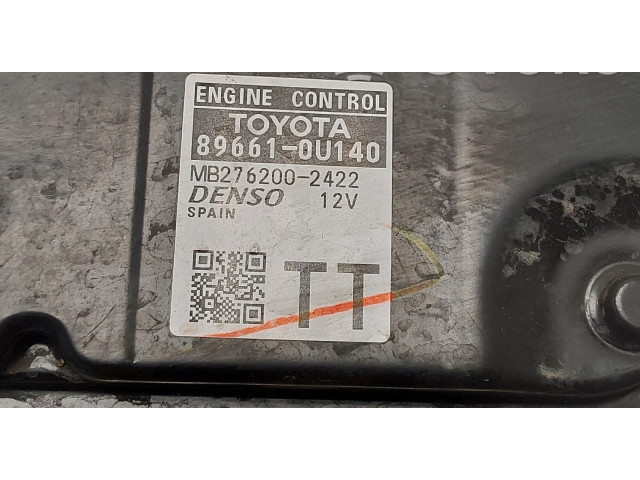 ENGINE CONTROL
TOYOTA
89661-0U140
MB276200-2422
DENSO 12V
SPAIN
TT